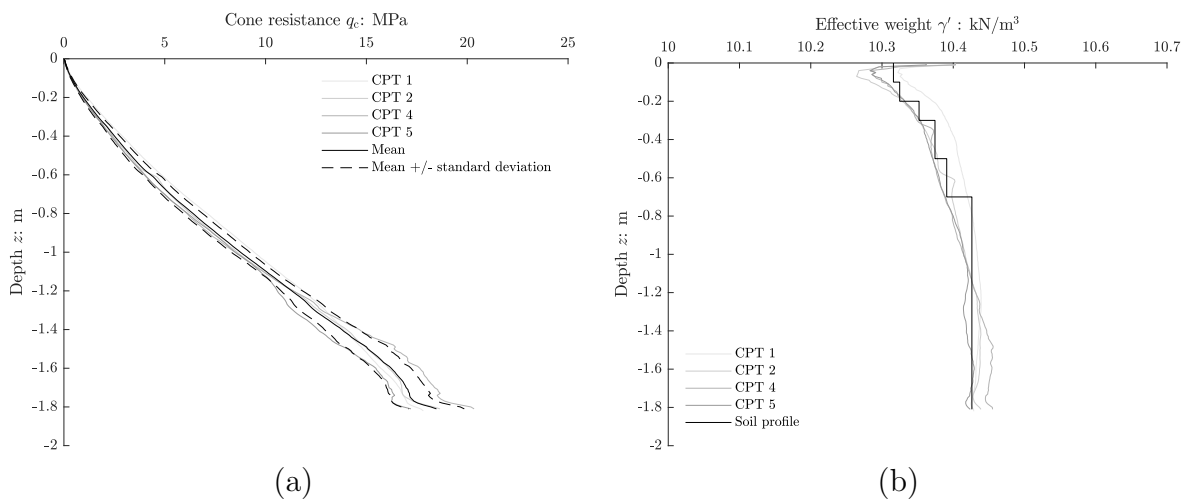 Cone resistance qc: MPa
0 5 10 15 20 25
0
-0.2
-0.4
-0.6
-0.8
-1
-1.2
-1.4
-1.6
-1.8
-2
Depth z: m
CPT 1
CPT 2
CPT 4
CPT 5
Mean
Mean +/- standard deviation
(a)
Effective weight γ′ : kN/m³
10 10.1 10.2 10.3 10.4 10.5 10.6 10.7
0
-0.2
-0.4
-0.6
-0.8
-1
-1.2
-1.4
-1.6
-1.8
-2
Depth z: m
CPT 1
CPT 2
CPT 4
CPT 5
Soil profile
(b)